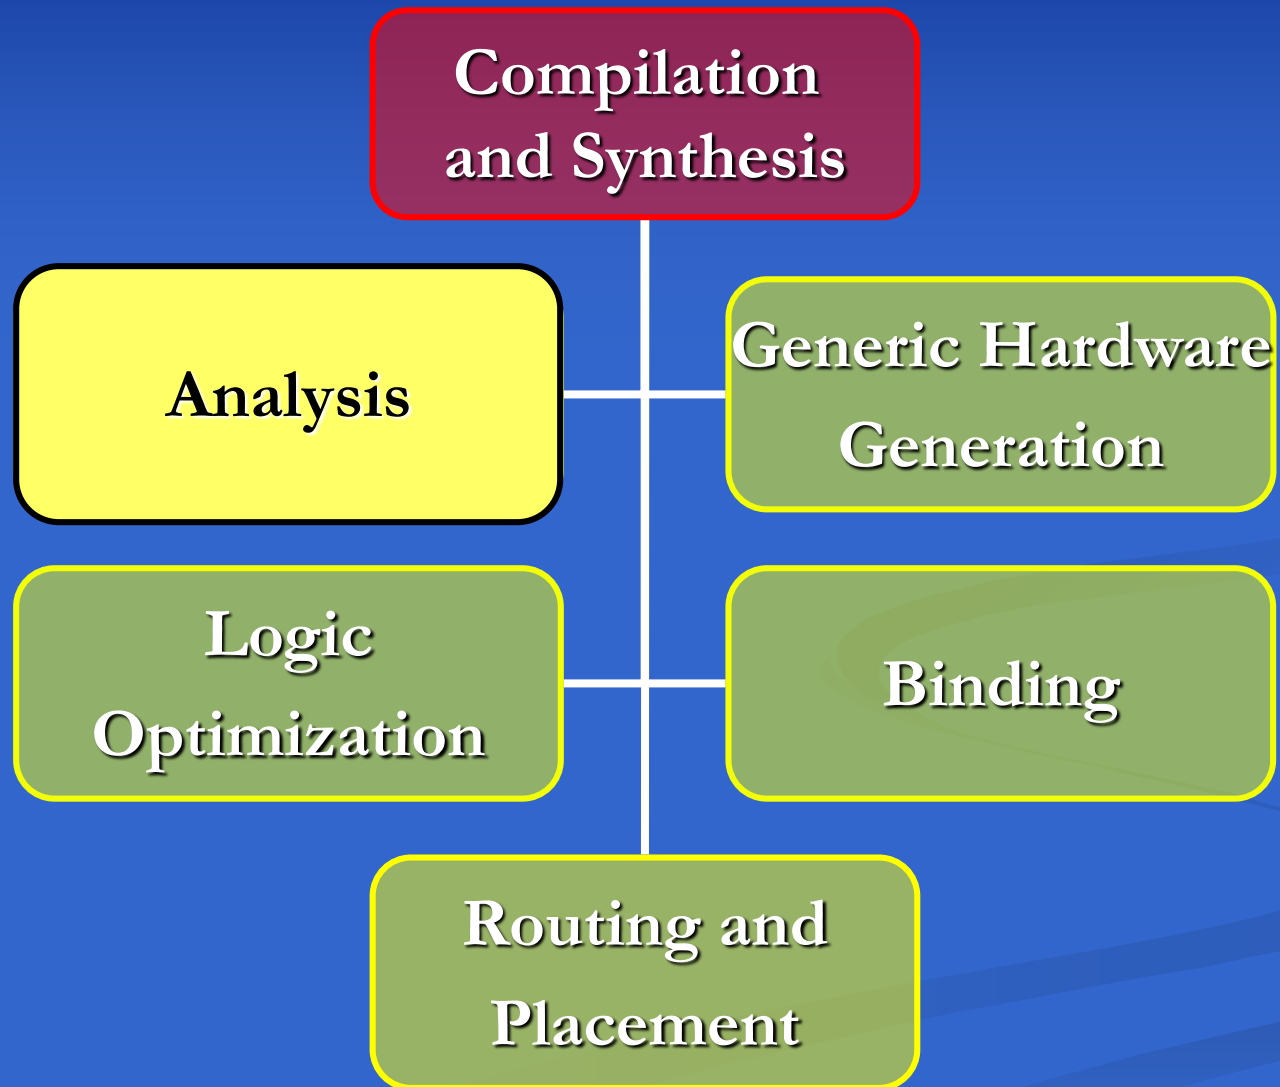 Compilation
and Synthesis
Analysis
Generic Hardware
Generation
Logic
Optimization
Binding
Routing and
Placement